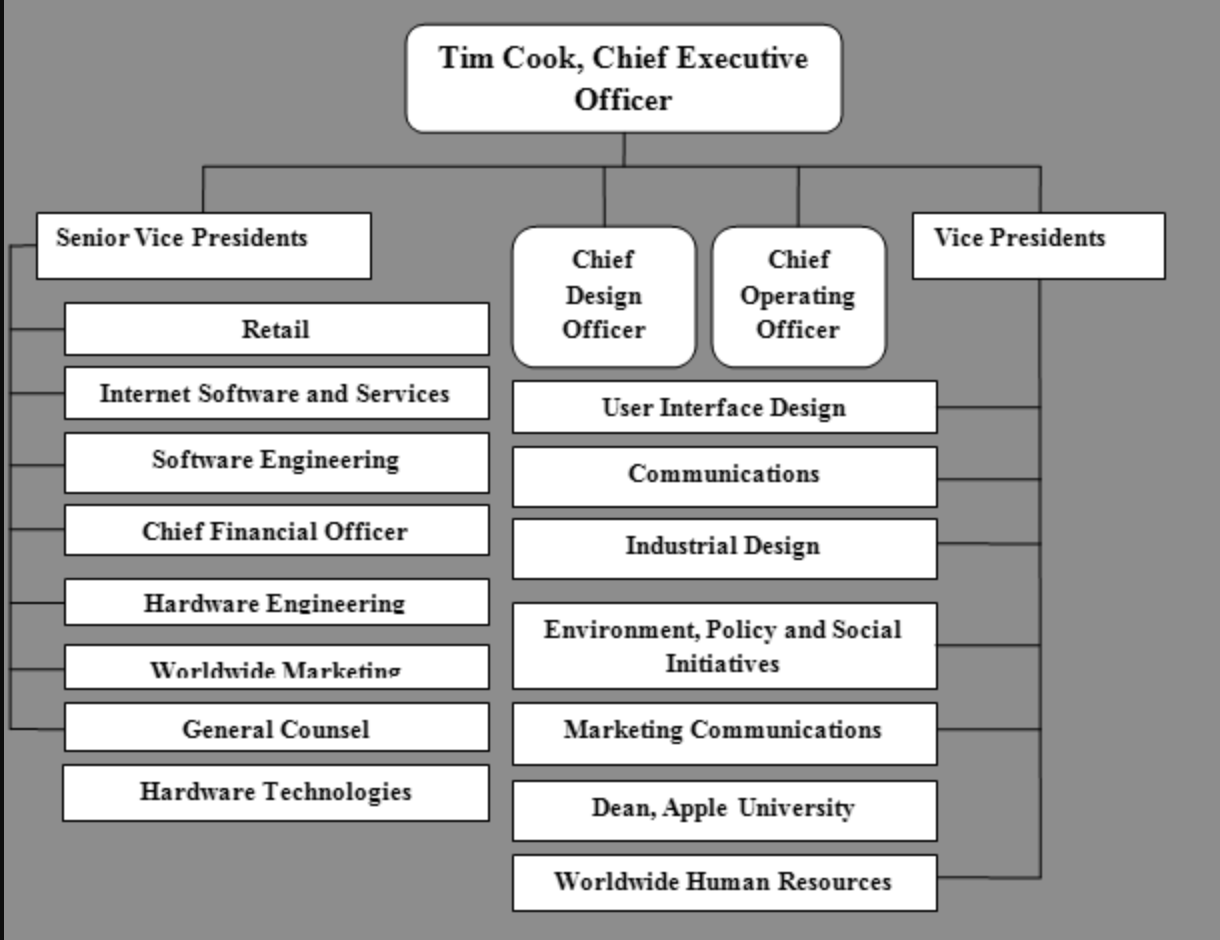 Tim Cook, Chief Executive
Officer
Senior Vice Presidents
Chief
Design
Officer
Chief
Operating
Officer
Vice Presidents
Retail
Internet Software and Services
Software Engineering
Chief Financial Officer
Hardware Engineering
Worldwide Marketing
General Counsel
Hardware Technologies
User Interface Design
Communications
Industrial Design
Environment, Policy and Social
Initiatives
Marketing Communications
Dean, Apple University
Worldwide Human Resources